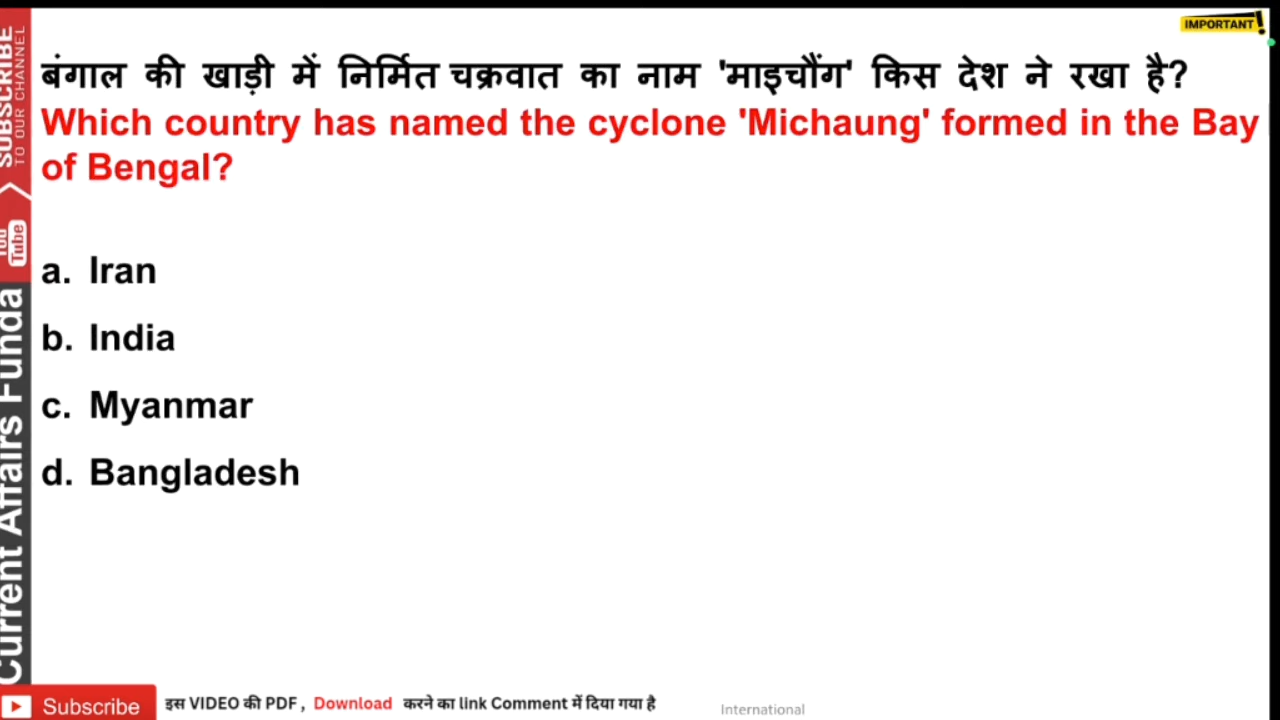 IMPORTANT!
बंगाल की खाड़ी में निर्मित चक्रवात का नाम 'माइचौंग' किस देश ने रखा है?
Which country has named the cyclone 'Michaung' formed in the Bay
of Bengal?
a. Iran
b. India
c. Myanmar
d. Bangladesh
SUBSCRIBE
TO OUR CHANNEL
You
Tube
Current Affairs Funda
Subscribe
इस VIDEO की PDF , Download करने का link Comment में दिया गया है
International